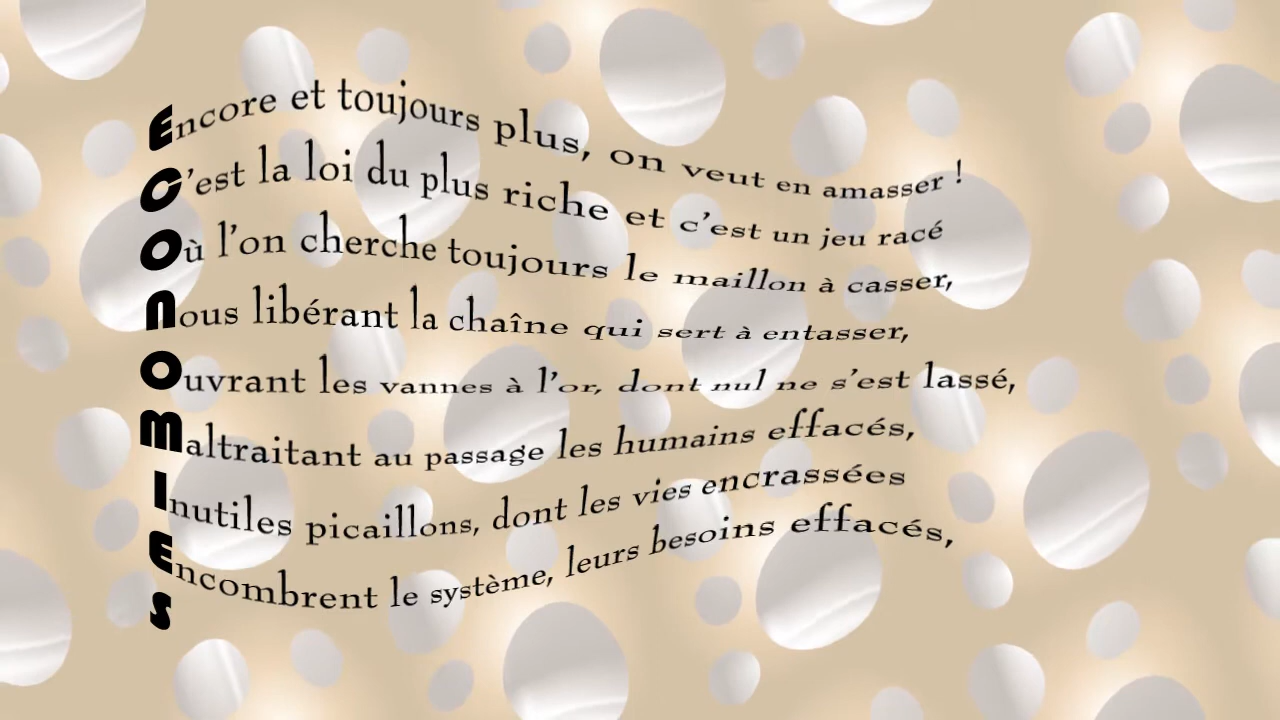 Encore et toujours plus, on veut en amasser !
C'est la loi du plus riche et c'est un jeu racé
Où l'on cherche toujours le maillon à casser,
Nous libérant la chaîne qui sert à entasser,
Ouvrant les vannes à l'or, dont nul ne s'est lassé,
Maltraitant au passage les humains effacés,
Inutiles picaillons, dont les vies encrassées
Encombrent le système, leurs besoins effacés,
S